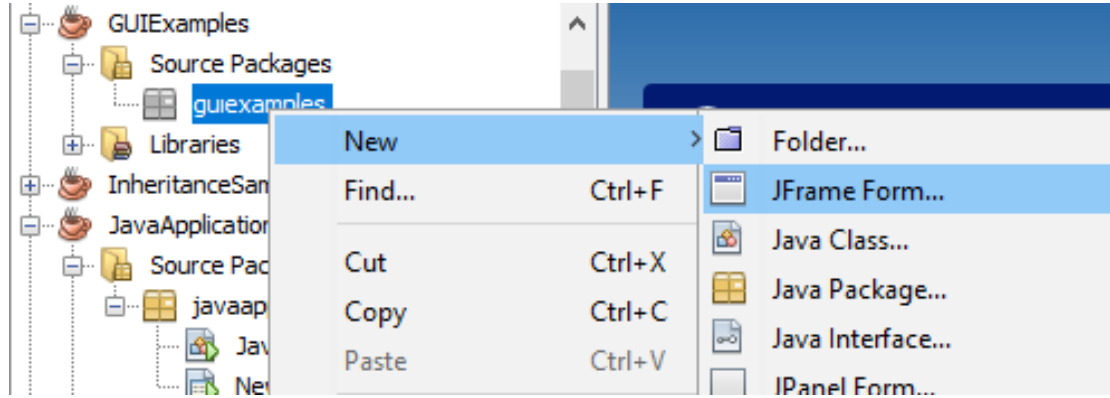 GUIExamples
Source Packages
guiexamples
Libraries
InheritanceSam
JavaApplication
Source Pac
javaap
Jav
New
New
Find... Ctrl+F
Cut Ctrl+X
Copy Ctrl+C
Paste Ctrl+V
Folder...
JFrame Form...
Java Class...
Java Package...
Java Interface...
JPanel Form...